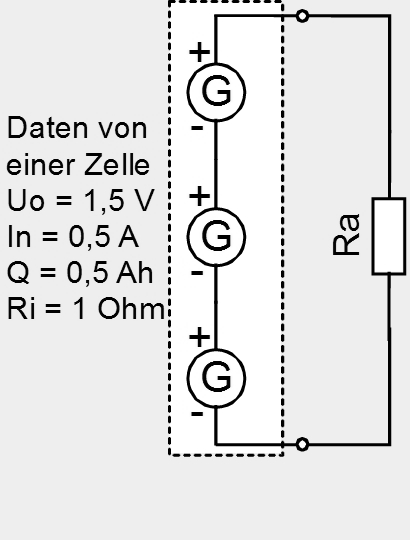 +
G
-
Daten von
einer Zelle
Uo = 1,5 V
In = 0,5 A
Q = 0,5 Ah
Ri = 1 Ohm
+
G
-
Ra
+
G
-